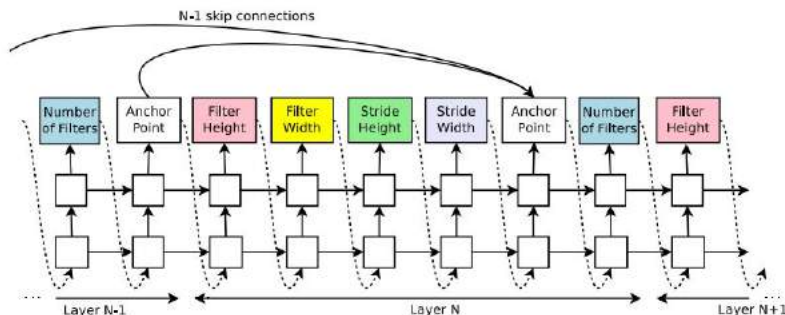 N-1 skip connections
Number
of Filters
Anchor
Point
Filter
Height
Filter
Width
Stride
Height
Stride
Width
Anchor
Point
Number
of Filters
Filter
Height
...
Layer N-1
Layer N
Layer N+1
...